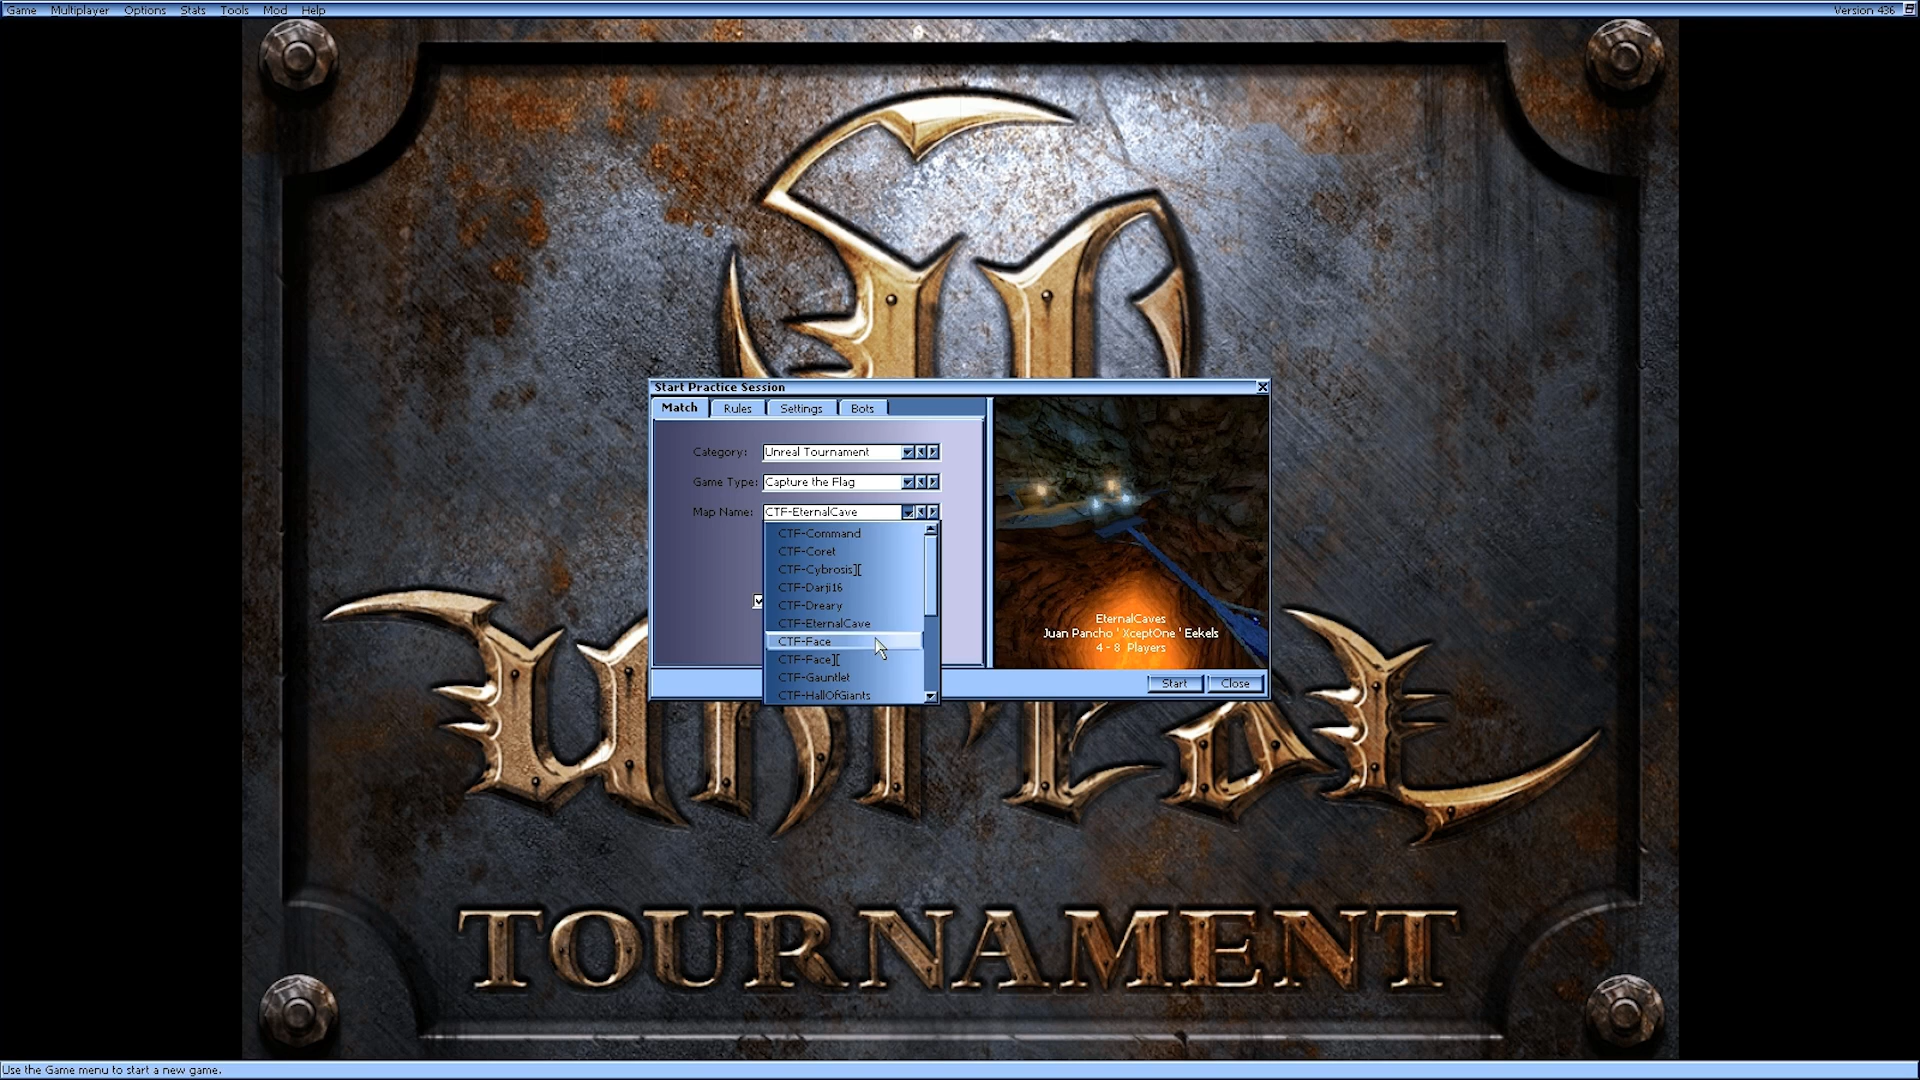 Game Multiplayer Options Stats Tools Mod Help Version 436
Start Practice Session
Match Rules Settings Bots
Category: Unreal Tournament
Game Type: Capture the Flag
Map Name: CTF-EternalCave
CTF-Command
CTF-Coret
CTF-Cybrosis][
CTF-Darji16
CTF-Dreary
CTF-EternalCave
CTF-Face
CTF-Face][
CTF-Gauntlet
CTF-HallOfGiants
EternalCaves
Juan Pancho ' XceptOne ' Eekels
4 - 8 Players
Start Close
UNREAL
TOURNAMENT
Use the Game menu to start a new game.